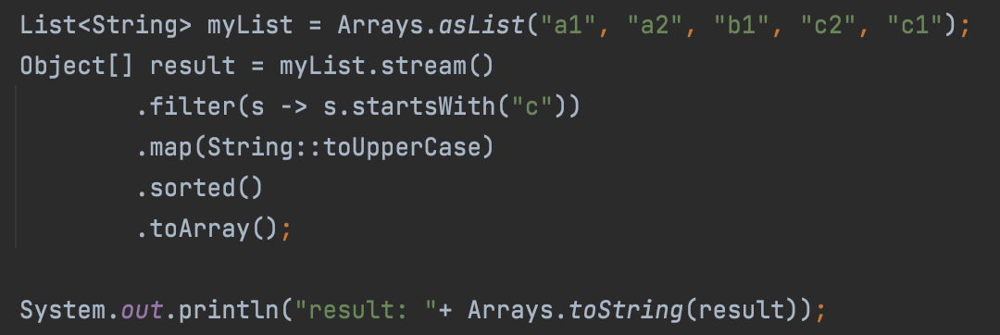 List<String> myList = Arrays.asList("a1", "a2", "b1", "c2", "c1");
Object[] result = myList.stream()
        .filter(s -> s.startsWith("c"))
        .map(String::toUpperCase)
        .sorted()
        .toArray();
System.out.println("result: "+ Arrays.toString(result));